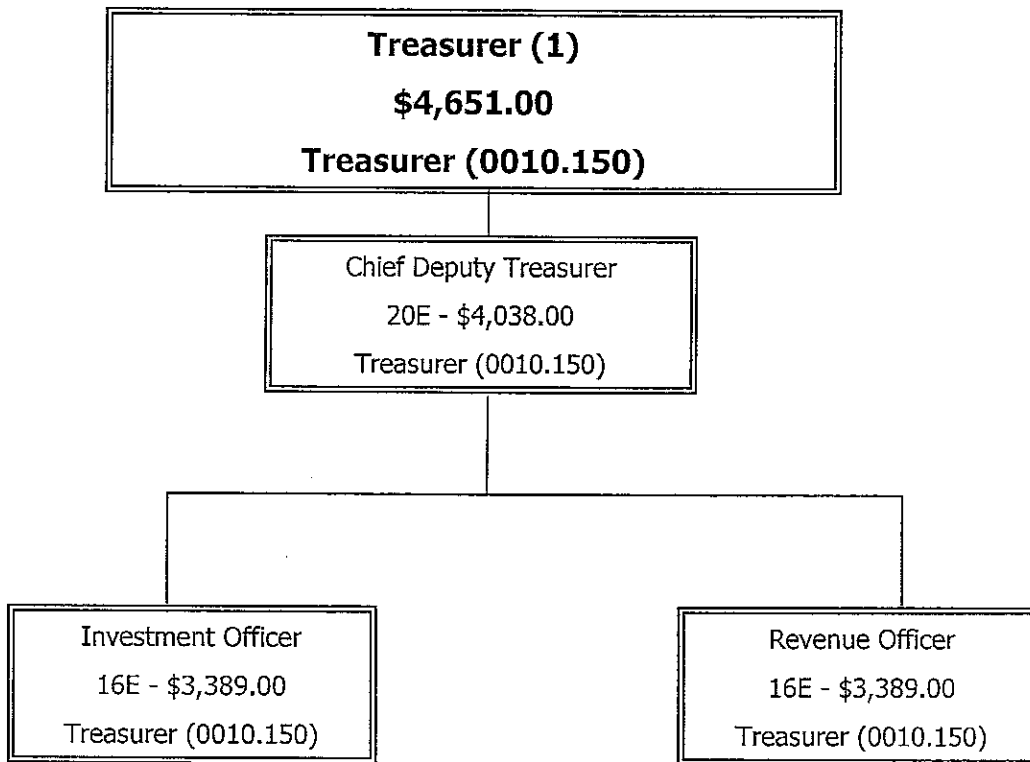 Treasurer (1)
$4,651.00
Treasurer (0010.150)
Chief Deputy Treasurer
20E - $4,038.00
Treasurer (0010.150)
Investment Officer
16E - $3,389.00
Treasurer (0010.150)
Revenue Officer
16E - $3,389.00
Treasurer (0010.150)